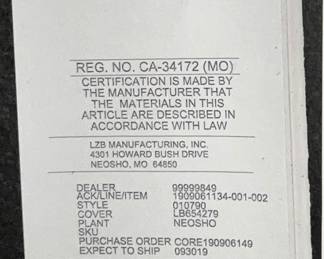 REG. NO. CA-34172 (MO)
CERTIFICATION IS MADE BY
THE MANUFACTURER THAT
THE MATERIALS IN THIS
ARTICLE ARE DESCRIBED IN
ACCORDANCE WITH LAW
LZB MANUFACTURING, INC.
4301 HOWARD BUSH DRIVE
NEOSHO, MO 64850
DEALER 99999849
ACK/LINE/ITEM 1909061134-001-002
STYLE 010790
COVER LB654279
PLANT NEOSHO
SKU
PURCHASE ORDER CORE190906149
EXPECT TO SHIP 093019